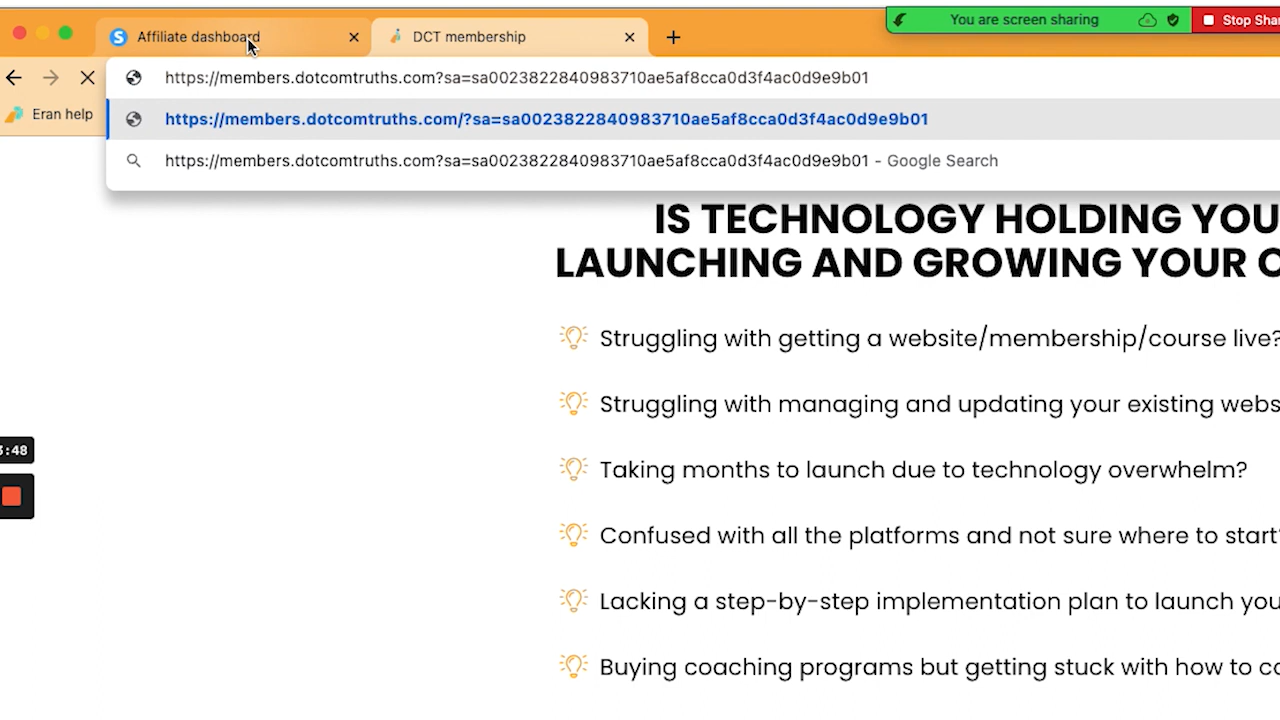 You are screen sharing
Stop Shar
Affiliate dashboard
DCT membership
https://members.dotcomtruths.com?sa=sa0023822840983710ae5af8cca0d3f4ac0d9e9b01
Eran help
https://members.dotcomtruths.com/?sa=sa0023822840983710ae5af8cca0d3f4ac0d9e9b01
https://members.dotcomtruths.com?sa=sa0023822840983710ae5af8cca0d3f4ac0d9e9b01 - Google Search
IS TECHNOLOGY HOLDING YOU
LAUNCHING AND GROWING YOUR O
Struggling with getting a website/membership/course live?
Struggling with managing and updating your existing webs
Taking months to launch due to technology overwhelm?
3:48
Confused with all the platforms and not sure where to start?
Lacking a step-by-step implementation plan to launch you
Buying coaching programs but getting stuck with how to co